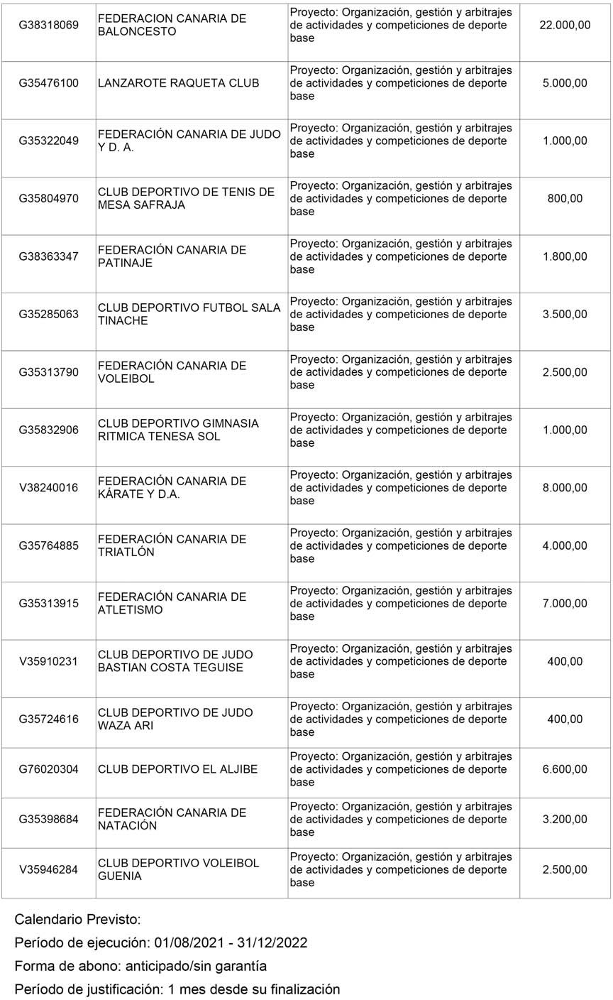 G38318069
FEDERACION CANARIA DE
BALONCESTO
Proyecto: Organización, gestión y arbitrajes
de actividades y competiciones de deporte
base
22.000,00
G35476100
LANZAROTE RAQUETA CLUB
Proyecto: Organización, gestión y arbitrajes
de actividades y competiciones de deporte
base
5.000,00
G35322049
FEDERACIÓN CANARIA DE JUDO
Y D. A.
Proyecto: Organización, gestión y arbitrajes
de actividades y competiciones de deporte
base
1.000,00
G35804970
CLUB DEPORTIVO DE TENIS DE
MESA SAFRAJA
Proyecto: Organización, gestión y arbitrajes
de actividades y competiciones de deporte
base
800,00
G38363347
FEDERACIÓN CANARIA DE
PATINAJE
Proyecto: Organización, gestión y arbitrajes
de actividades y competiciones de deporte
base
1.800,00
G35285063
CLUB DEPORTIVO FUTBOL SALA
TINACHE
Proyecto: Organización, gestión y arbitrajes
de actividades y competiciones de deporte
base
3.500,00
G35313790
FEDERACIÓN CANARIA DE
VOLEIBOL
Proyecto: Organización, gestión y arbitrajes
de actividades y competiciones de deporte
base
2.500,00
G35832906
CLUB DEPORTIVO GIMNASIA
RITMICA TENESA SOL
Proyecto: Organización, gestión y arbitrajes
de actividades y competiciones de deporte
base
1.000,00
V38240016
FEDERACIÓN CANARIA DE
KÁRATE Y D.A.
Proyecto: Organización, gestión y arbitrajes
de actividades y competiciones de deporte
base
8.000,00
G35764885
FEDERACIÓN CANARIA DE
TRIATLÓN
Proyecto: Organización, gestión y arbitrajes
de actividades y competiciones de deporte
base
4.000,00
G35313915
FEDERACIÓN CANARIA DE
ATLETISMO
Proyecto: Organización, gestión y arbitrajes
de actividades y competiciones de deporte
base
7.000,00
V35910231
CLUB DEPORTIVO DE JUDO
BASTIAN COSTA TEGUISE
Proyecto: Organización, gestión y arbitrajes
de actividades y competiciones de deporte
base
400,00
G35724616
CLUB DEPORTIVO DE JUDO
WAZA ARI
Proyecto: Organización, gestión y arbitrajes
de actividades y competiciones de deporte
base
400,00
G76020304
CLUB DEPORTIVO EL ALJIBE
Proyecto: Organización, gestión y arbitrajes
de actividades y competiciones de deporte
base
6.600,00
G35398684
FEDERACIÓN CANARIA DE
NATACIÓN
Proyecto: Organización, gestión y arbitrajes
de actividades y competiciones de deporte
base
3.200,00
V35946284
CLUB DEPORTIVO VOLEIBOL
GUENIA
Proyecto: Organización, gestión y arbitrajes
de actividades y competiciones de deporte
base
2.500,00
Calendario Previsto:
Período de ejecución: 01/08/2021 - 31/12/2022
Forma de abono: anticipado/sin garantía
Período de justificación: 1 mes desde su finalización